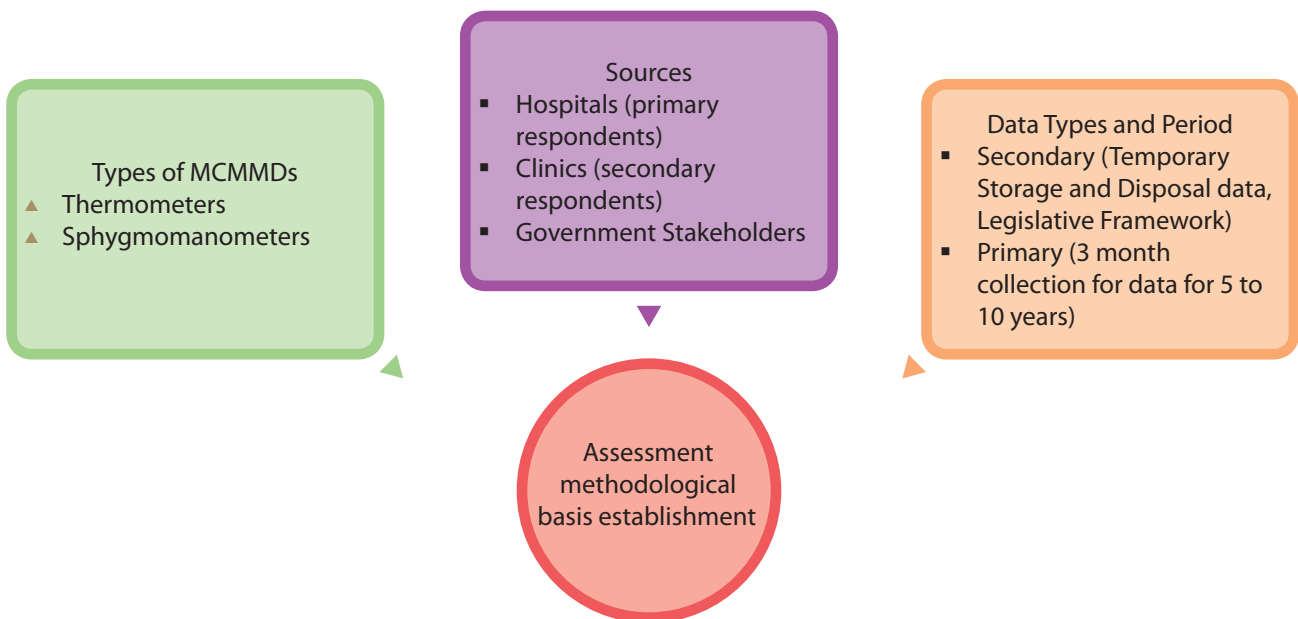 Types of MCMMDs
Thermometers
Sphygmomanometers
Sources
Hospitals (primary
respondents)
Clinics (secondary
respondents)
Government Stakeholders
Data Types and Period
Secondary (Temporary
Storage and Disposal data,
Legislative Framework)
Primary (3 month
collection for data for 5 to
10 years)
Assessment
methodological
basis establishment